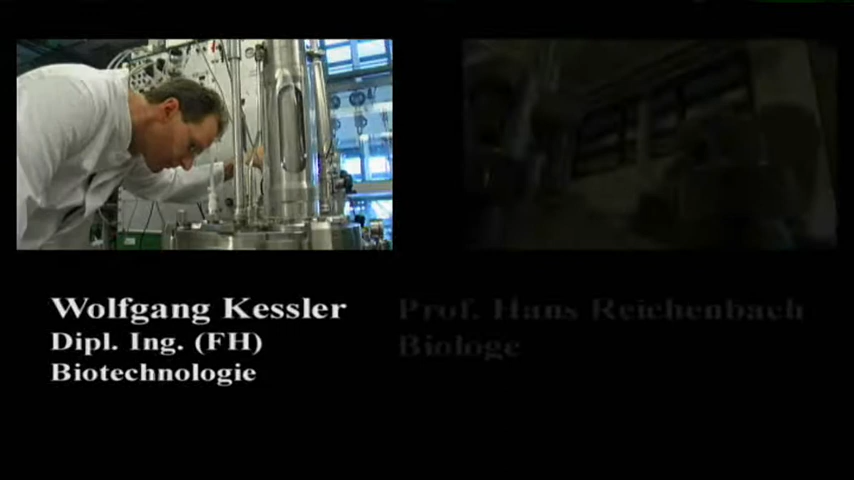 Wolfgang Kessler
Dipl. Ing. (FH)
Biotechnologie
Prof. Hans Reichenbach
Biologe